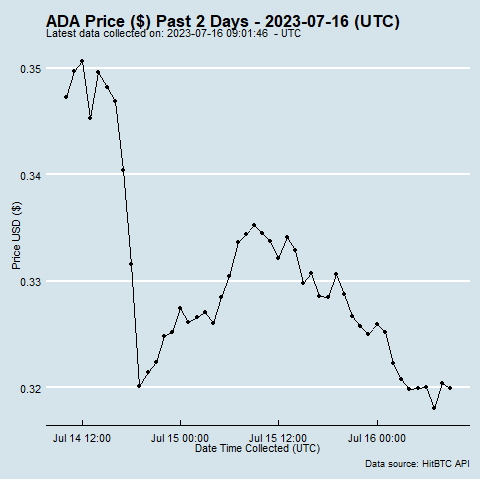 ADA Price ($) Past 2 Days - 2023-07-16 (UTC)
Latest data collected on: 2023-07-16 09:01:46 - UTC
0.35
0.34
0.33
0.32
Price USD ($)
Jul 14 12:00 Jul 15 00:00 Jul 15 12:00 Jul 16 00:00
Date Time Collected (UTC)
Data source: HitBTC API